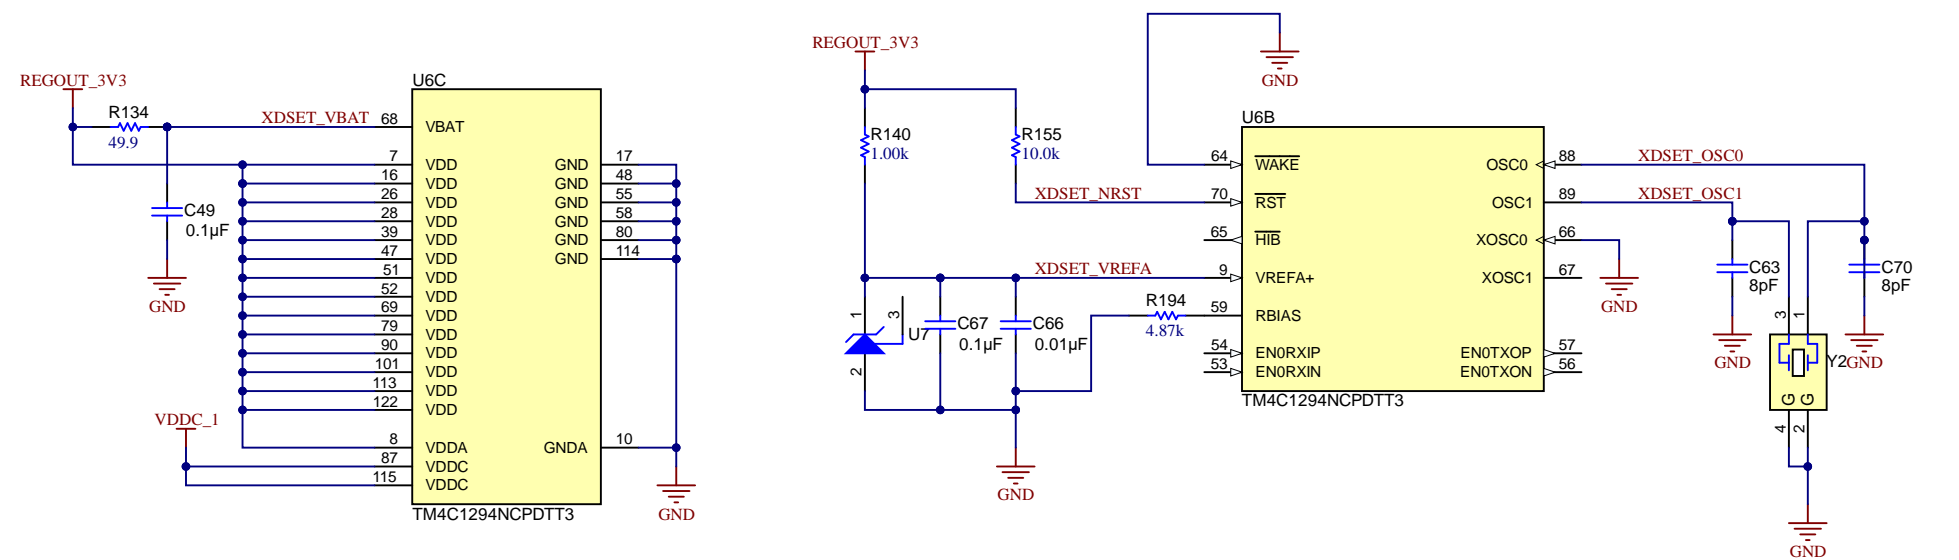 REGOUT_3V3
R134
49.9
XDSET_VBAT
C49
0.1µF
GND
VDDC_1
U6C
68 VBAT
7 VDD GND 17
16 VDD GND 48
26 VDD GND 55
28 VDD GND 58
39 VDD GND 80
47 VDD GND 114
51 VDD
52 VDD
69 VDD
79 VDD
90 VDD
101 VDD
113 VDD
122 VDD
8 VDDA GNDA 10
87 VDDC
115 VDDC
TM4C1294NCPDTT3
GND
REGOUT_3V3
R140
1.00k
R155
10.0k
GND
XDSET_NRST
XDSET_VREFA
1
3
2
U7
C67
0.1µF
C66
0.01µF
R194
4.87k
GND
U6B
64 WAKE OSC0 88
70 RST OSC1 89
65 HIB XOSC0 66
9 VREFA+ XOSC1 67
59 RBIAS
54 EN0RXIP EN0TXOP 57
53 EN0RXIN EN0TXON 56
TM4C1294NCPDTT3
XDSET_OSC0
XDSET_OSC1
GND
C63
8pF
GND
C70
8pF
GND
3
1
Y2
G
G
4
2
GND